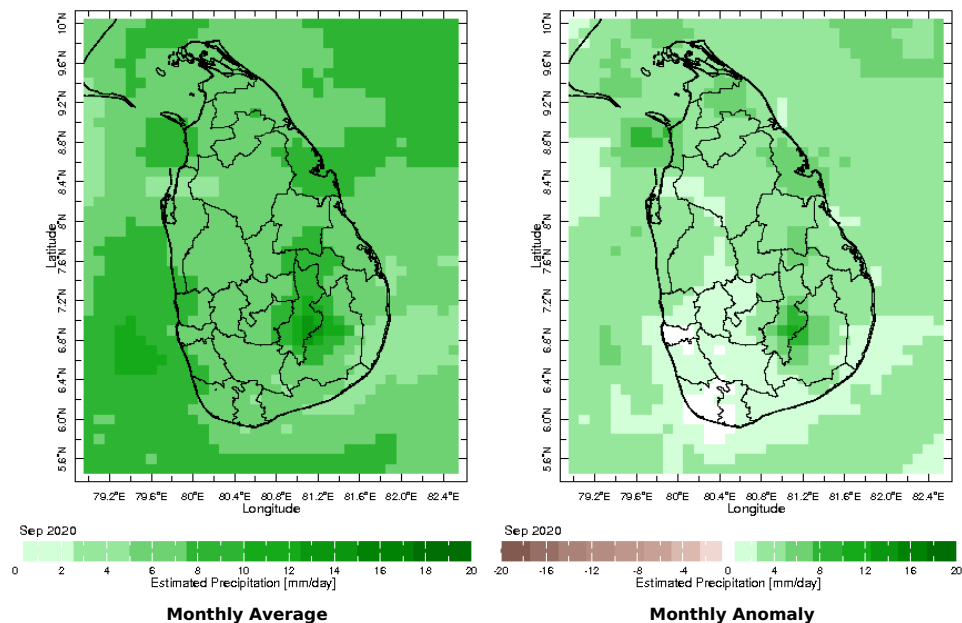 10°N
9.6°N
9.2°N
8.8°N
8.4°N
8°N
7.6°N
7.2°N
6.8°N
6.4°N
6.0°N
5.6°N
Latitude
79.2°E 79.6°E 80°E 80.4°E 80.8°E 81.2°E 81.6°E 82.0°E 82.4°E
Longitude
Sep 2020
0 2 4 6 8 10 12 14 16 18 20
Estimated Precipitation [mm/day]
Monthly Average
10°N
9.6°N
9.2°N
8.8°N
8.4°N
8°N
7.6°N
7.2°N
6.8°N
6.4°N
6.0°N
5.6°N
Latitude
79.2°E 79.6°E 80°E 80.4°E 80.8°E 81.2°E 81.6°E 82.0°E 82.4°E
Longitude
Sep 2020
-20 -16 -12 -8 -4 0 4 8 12 16 20
Estimated Precipitation [mm/day]
Monthly Anomaly